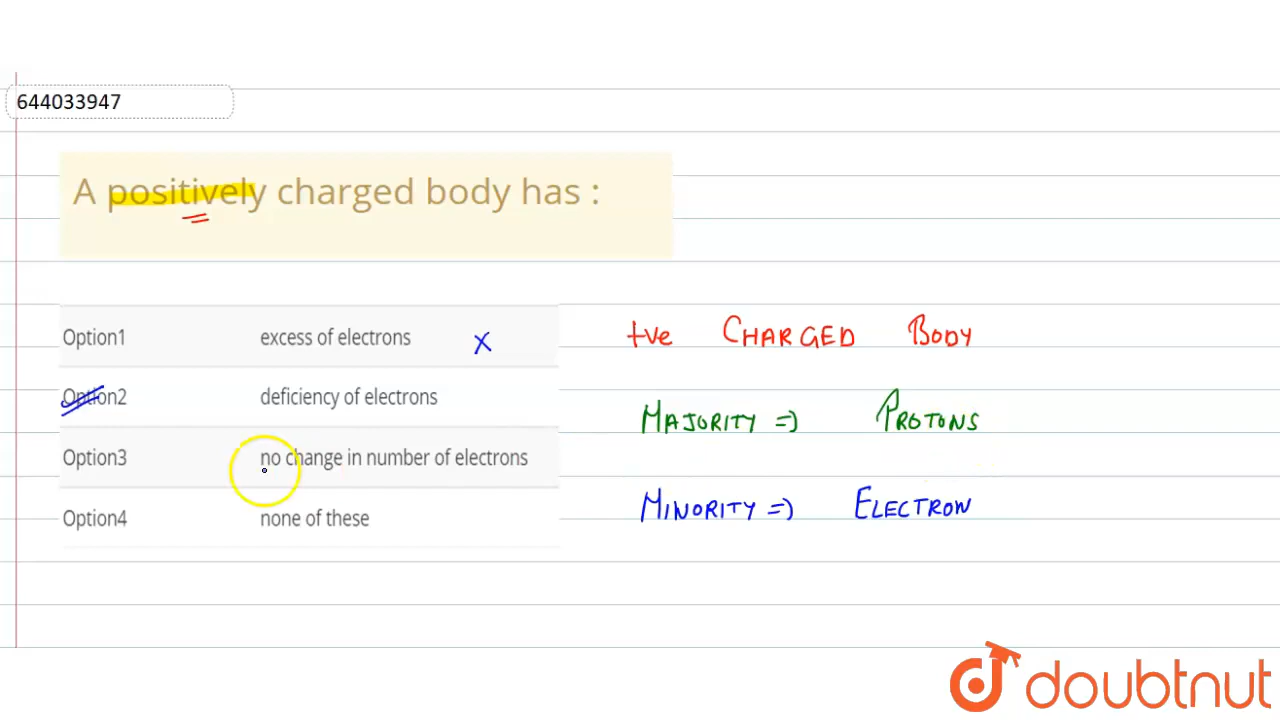 644033947
A positively charged body has :
Option1 excess of electrons X
Option2 deficiency of electrons
Option3 no change in number of electrons
Option4 none of these
+ve CHARGED BODY
MAJORITY => PROTONS
MINORITY => ELECTRON
doubtnut